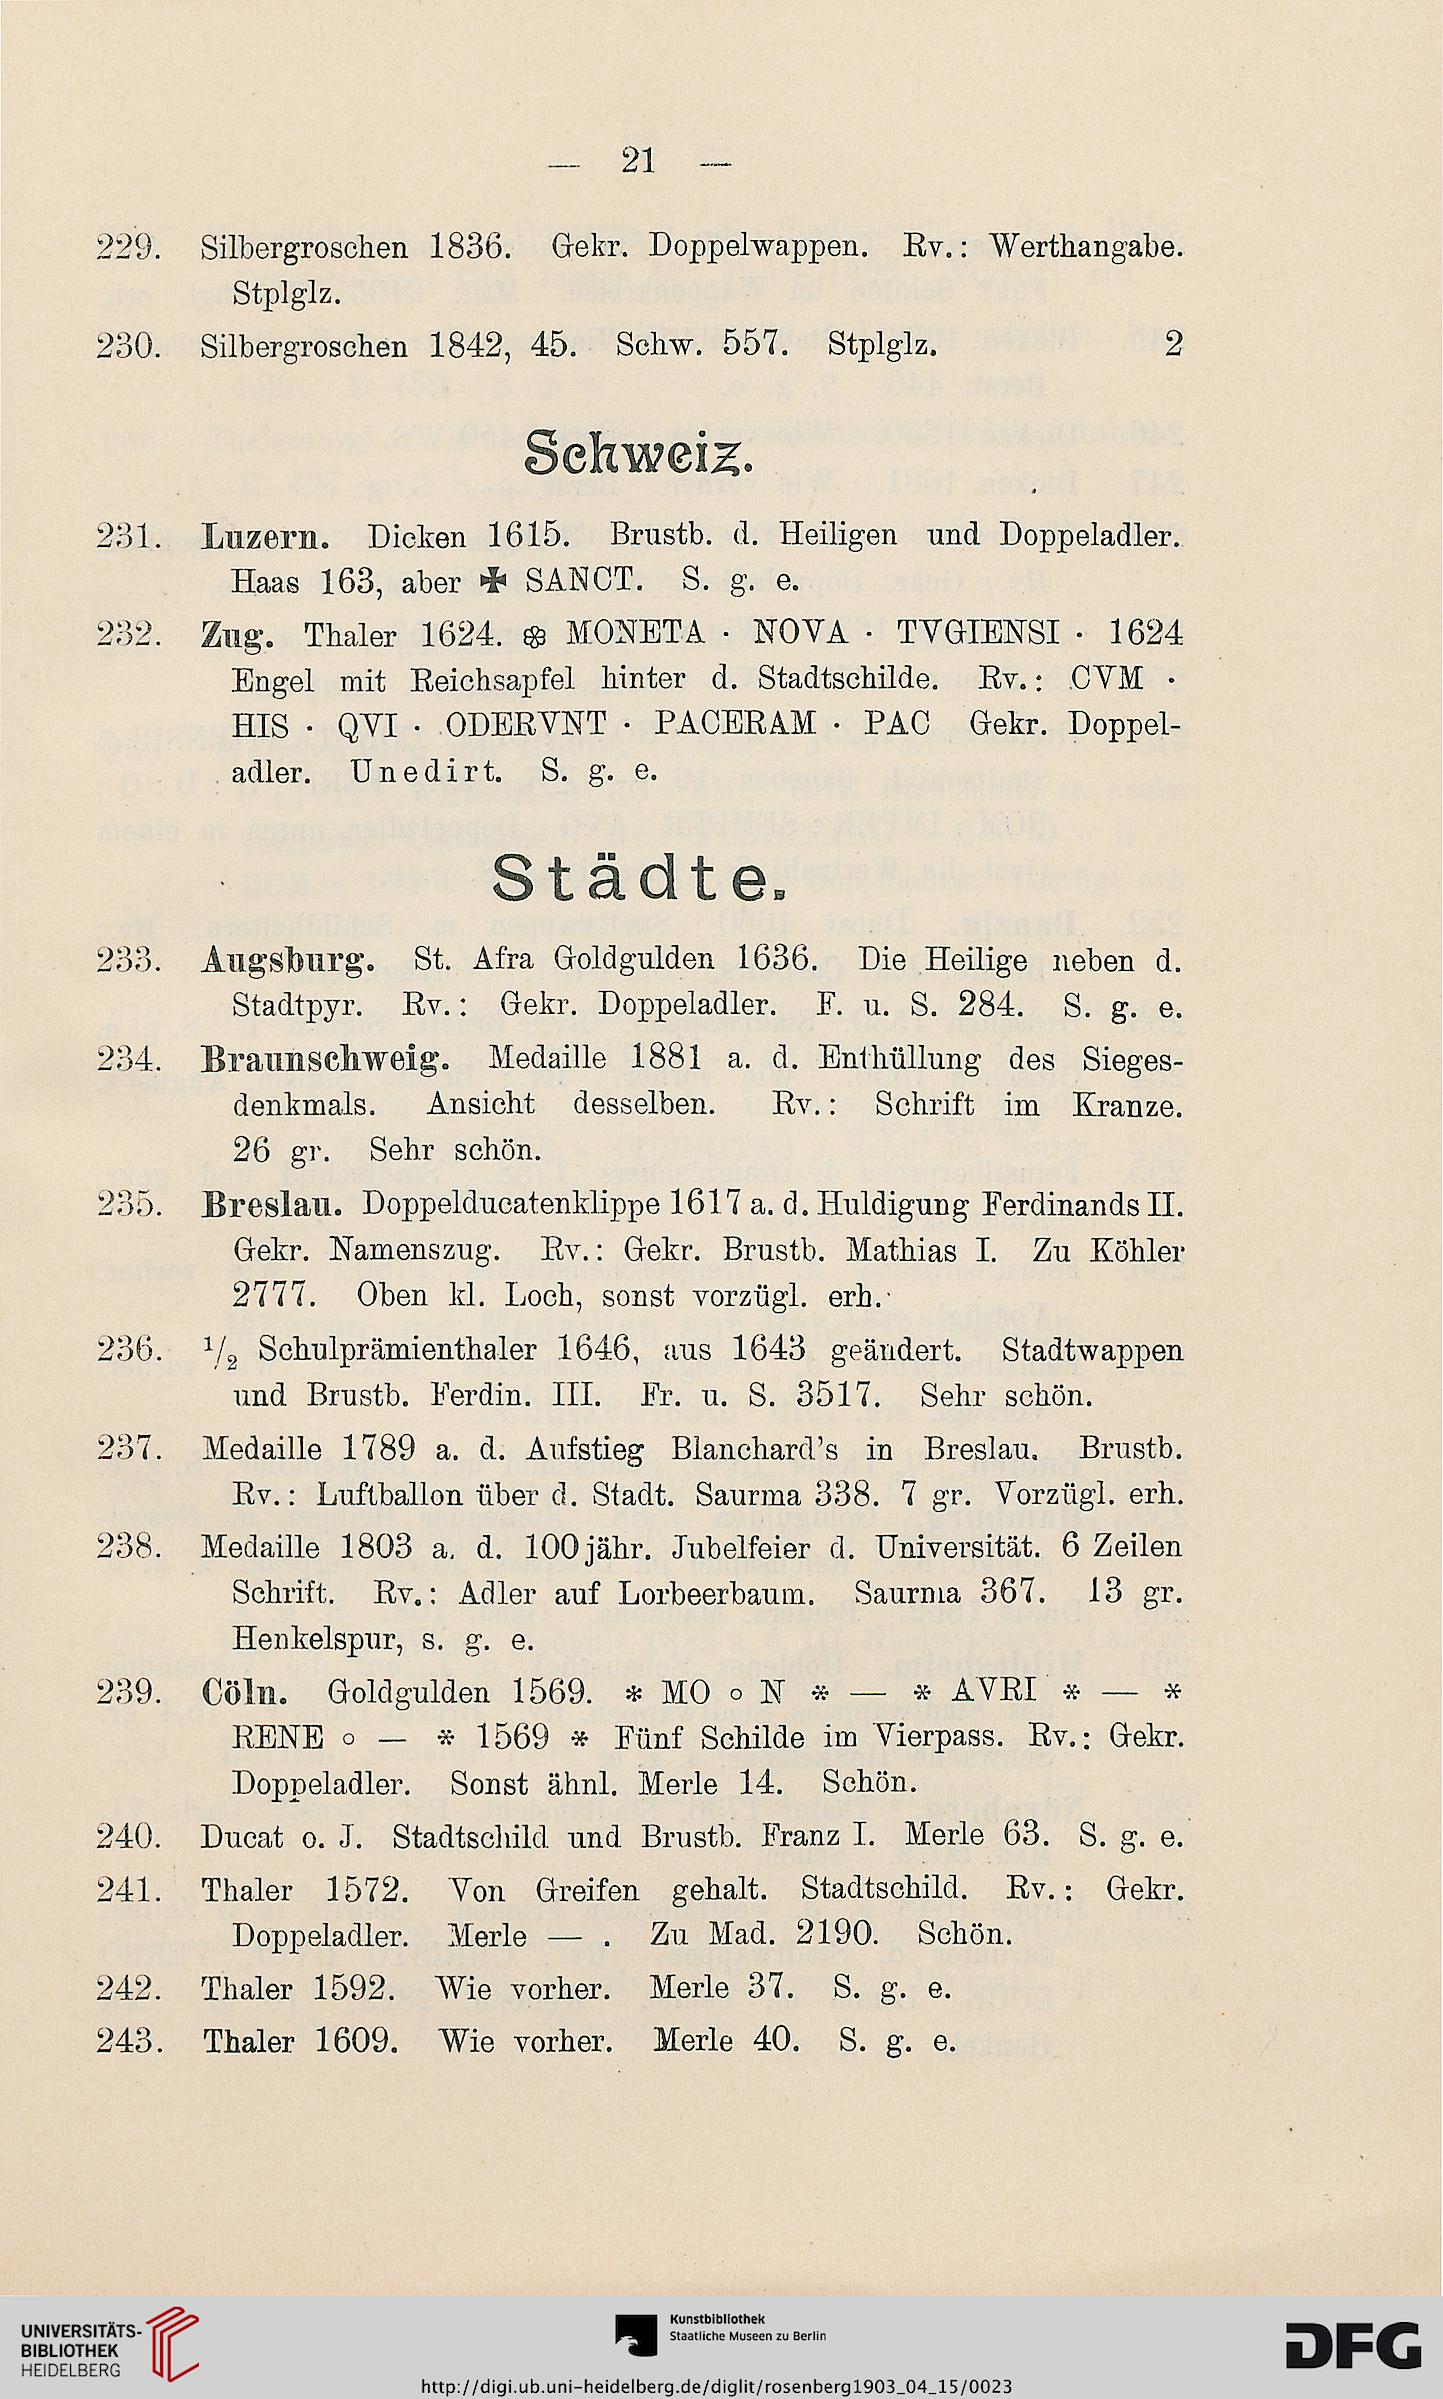 — 21 —
229. Silbergroschen 1836. Gekr. Doppelwappen. Rv.: Werthangabe.
Stplglz.
230. Silbergroschen 1842, 45. Schw. 557. Stplglz. 2
Schweiz.
231. Luzern. Dicken 1615. Brustb. d. Heiligen und Doppeladler.
Haas 163, aber ✠ SANCT. S. g. e.
232. Zug. Thaler 1624. ❀ MONETA · NOVA · TVGIENSI · 1624
Engel mit Reichsapfel hinter d. Stadtschilde. Rv.: CVM ·
HIS · QVI · ODERVNT · PACERAM · PAC Gekr. Doppel-
adler. Unedirt. S. g. e.
Städte.
233. Augsburg. St. Afra Goldgulden 1636. Die Heilige neben d.
Stadtpyr. Rv.: Gekr. Doppeladler. F. u. S. 284. S. g. e.
234. Braunschweig. Medaille 1881 a. d. Enthüllung des Sieges-
denkmals. Ansicht desselben. Rv.: Schrift im Kranze.
26 gr. Sehr schön.
235. Breslau. Doppelducatenklippe 1617 a. d. Huldigung Ferdinands II.
Gekr. Namenszug. Rv.: Gekr. Brustb. Mathias I. Zu Köhler
2777. Oben kl. Loch, sonst vorzügl. erh.
236. 1/2 Schulprämienthaler 1646, aus 1643 geändert. Stadtwappen
und Brustb. Ferdin. III. Fr. u. S. 3517. Sehr schön.
237. Medaille 1789 a. d. Aufstieg Blanchard's in Breslau. Brustb.
Rv.: Luftballon über d. Stadt. Saurma 338. 7 gr. Vorzügl. erh.
238. Medaille 1803 a. d. 100jähr. Jubelfeier d. Universität. 6 Zeilen
Schrift. Rv.: Adler auf Lorbeerbaum. Saurma 367. 13 gr.
Henkelspur, s. g. e.
239. Cöln. Goldgulden 1569. * MO o N * — * AVRI * — *
RENE o — * 1569 * Fünf Schilde im Vierpass. Rv.: Gekr.
Doppeladler. Sonst ähnl. Merle 14. Schön.
240. Ducat o. J. Stadtschild und Brustb. Franz I. Merle 63. S. g. e.
241. Thaler 1572. Von Greifen gehalt. Stadtschild. Rv.: Gekr.
Doppeladler. Merle — . Zu Mad. 2190. Schön.
242. Thaler 1592. Wie vorher. Merle 37. S. g. e.
243. Thaler 1609. Wie vorher. Merle 40. S. g. e.
UNIVERSITÄTS-
BIBLIOTHEK
HEIDELBERG
Kunstbibliothek
Staatliche Museen zu Berlin
DFG
http://digi.ub.uni-heidelberg.de/diglit/rosenberg1903_04_15/0023